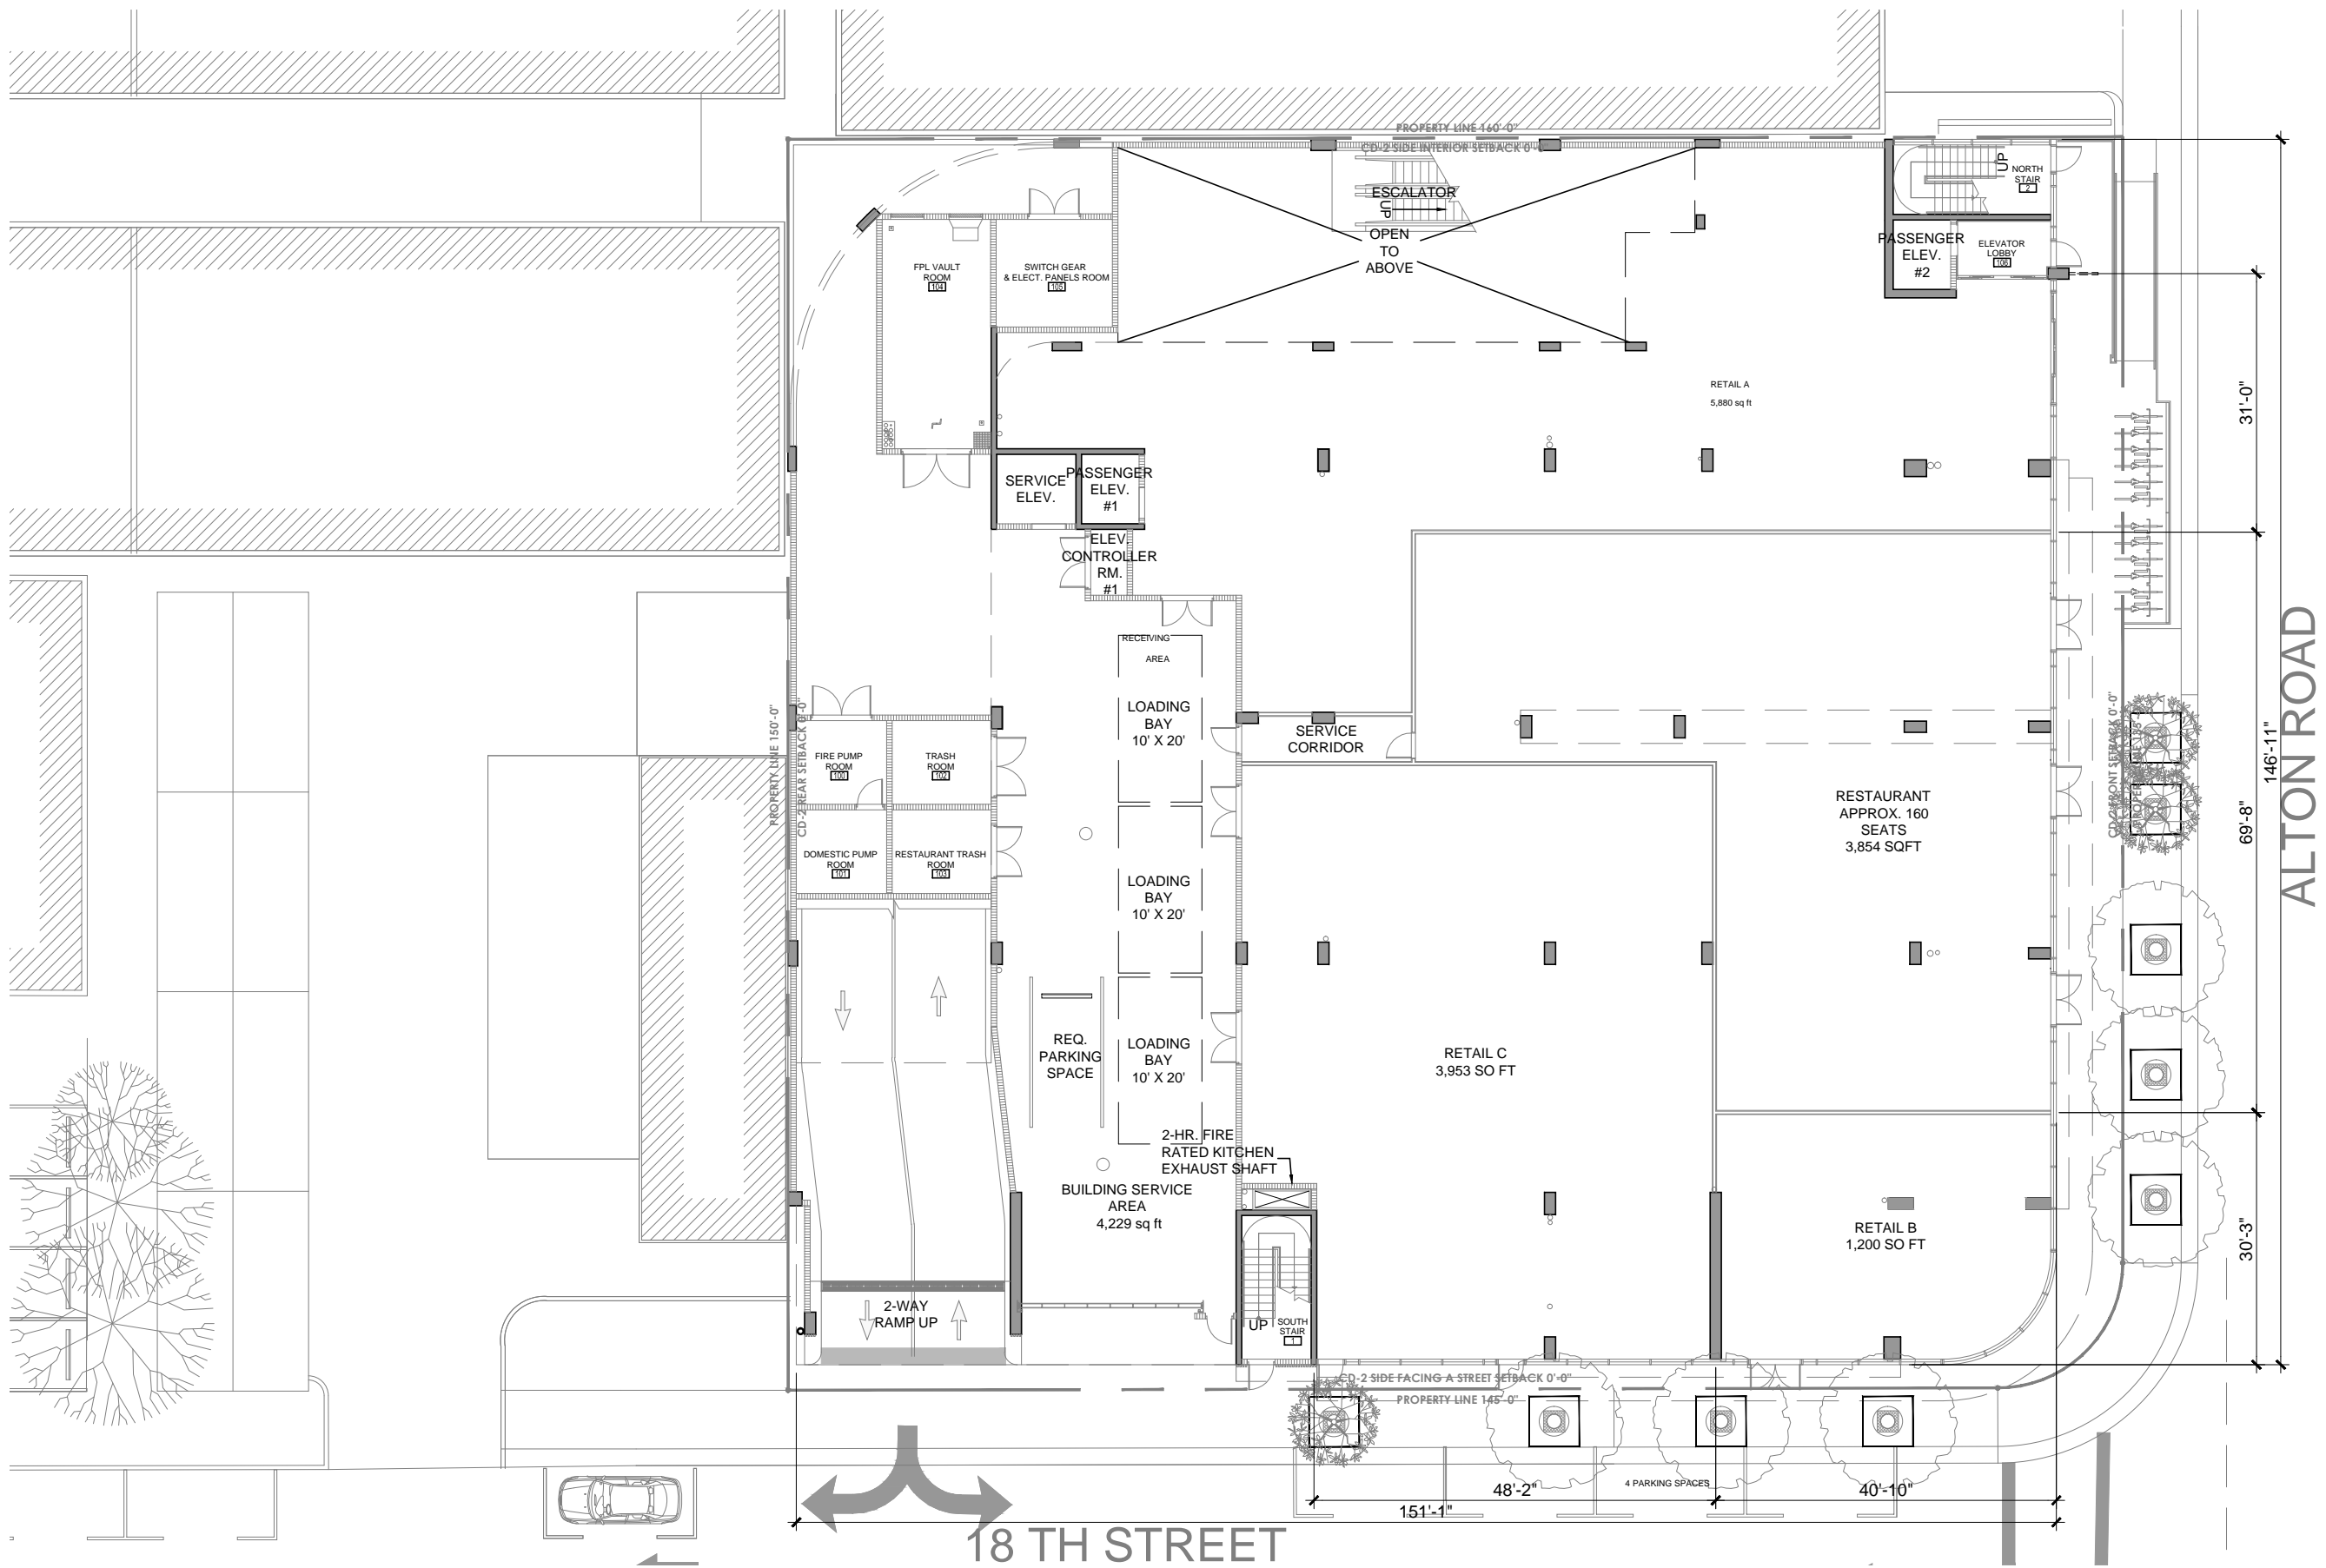 PROPERTY LINE 160'-0"
CD-2 SIDE INTERIOR SETBACK 0'-0"
ESCALATOR
UP
OPEN
TO
ABOVE
UP
NORTH
STAIR
2
PASSENGER
ELEV.
#2
ELEVATOR
LOBBY
106
FPL VAULT
ROOM
104
SWITCH GEAR
& ELECT. PANELS ROOM
105
RETAIL A
5,880 sq ft
31'-0"
SERVICE
ELEV.
PASSENGER
ELEV.
#1
ELEV.
CONTROLLER
RM.
#1
RECEIVING
AREA
LOADING
BAY
10' X 20'
SERVICE
CORRIDOR
FIRE PUMP
ROOM
100
TRASH
ROOM
102
PROPERTY LINE 150'-0"
CD-2 REAR SETBACK 0'-0"
DOMESTIC PUMP
ROOM
101
RESTAURANT TRASH
ROOM
103
LOADING
BAY
10' X 20'
RESTAURANT
APPROX. 160
SEATS
3,854 SQFT
CD-2 FRONT SETBACK 0'-0"
69'-8"
146'-11"
ALTON ROAD
REQ.
PARKING
SPACE
LOADING
BAY
10' X 20'
RETAIL C
3,953 SO FT
2-HR. FIRE
RATED KITCHEN
EXHAUST SHAFT
BUILDING SERVICE
AREA
4,229 sq ft
RETAIL B
1,200 SO FT
30'-3"
2-WAY
RAMP UP
UP
SOUTH
STAIR
1
CD-2 SIDE FACING A STREET SETBACK 0'-0"
PROPERTY LINE 145'-0"
4 PARKING SPACES
48'-2"
40'-10"
151'-1"
18 TH STREET